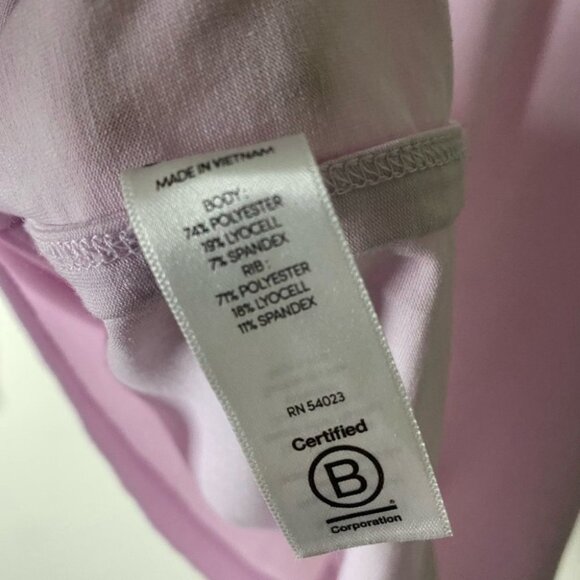 MADE IN VIETNAM
BODY :
74% POLYESTER
19% LYOCELL
7% SPANDEX
RIB :
71% POLYESTER
18% LYOCELL
11% SPANDEX
RN 54023
Certified
B
Corporation